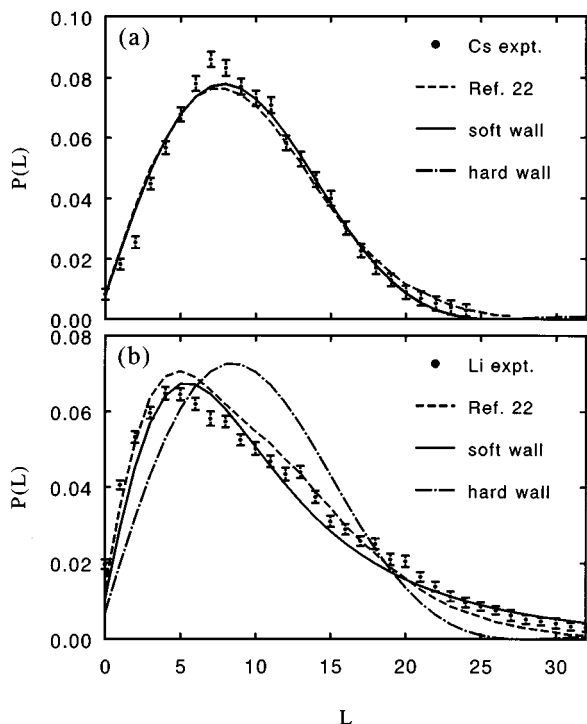 0.10
(a)
Cs expt.
0.08
Ref. 22
0.06
soft wall
P(L)
0.04
hard wall
0.02
0.00
0.08
(b)
Li expt.
0.06
Ref. 22
soft wall
P(L)
0.04
hard wall
0.02
0.00
0 5 10 15 20 25 30
L